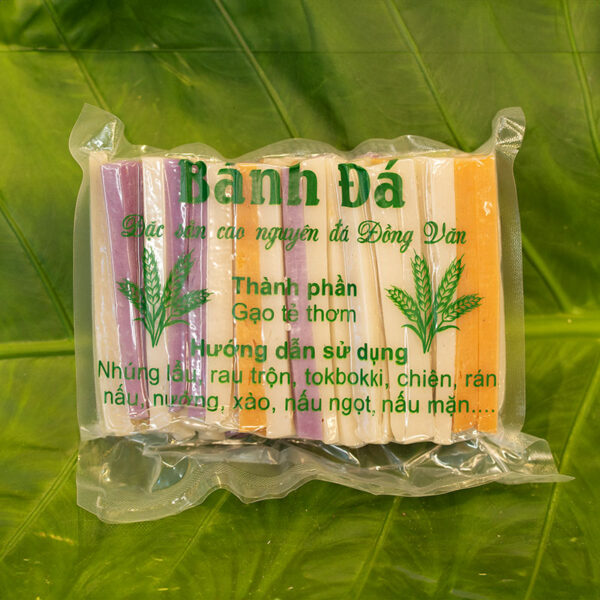 Bánh Đá
Đặc sản cao nguyên đá Đồng Văn
Thành phần
Gạo tẻ thơm
Hướng dẫn sử dụng
Nhúng lẩu, rau trộn, tokbokki, chiên, rán
nấu, nướng, xào, nấu ngọt, nấu mặn....